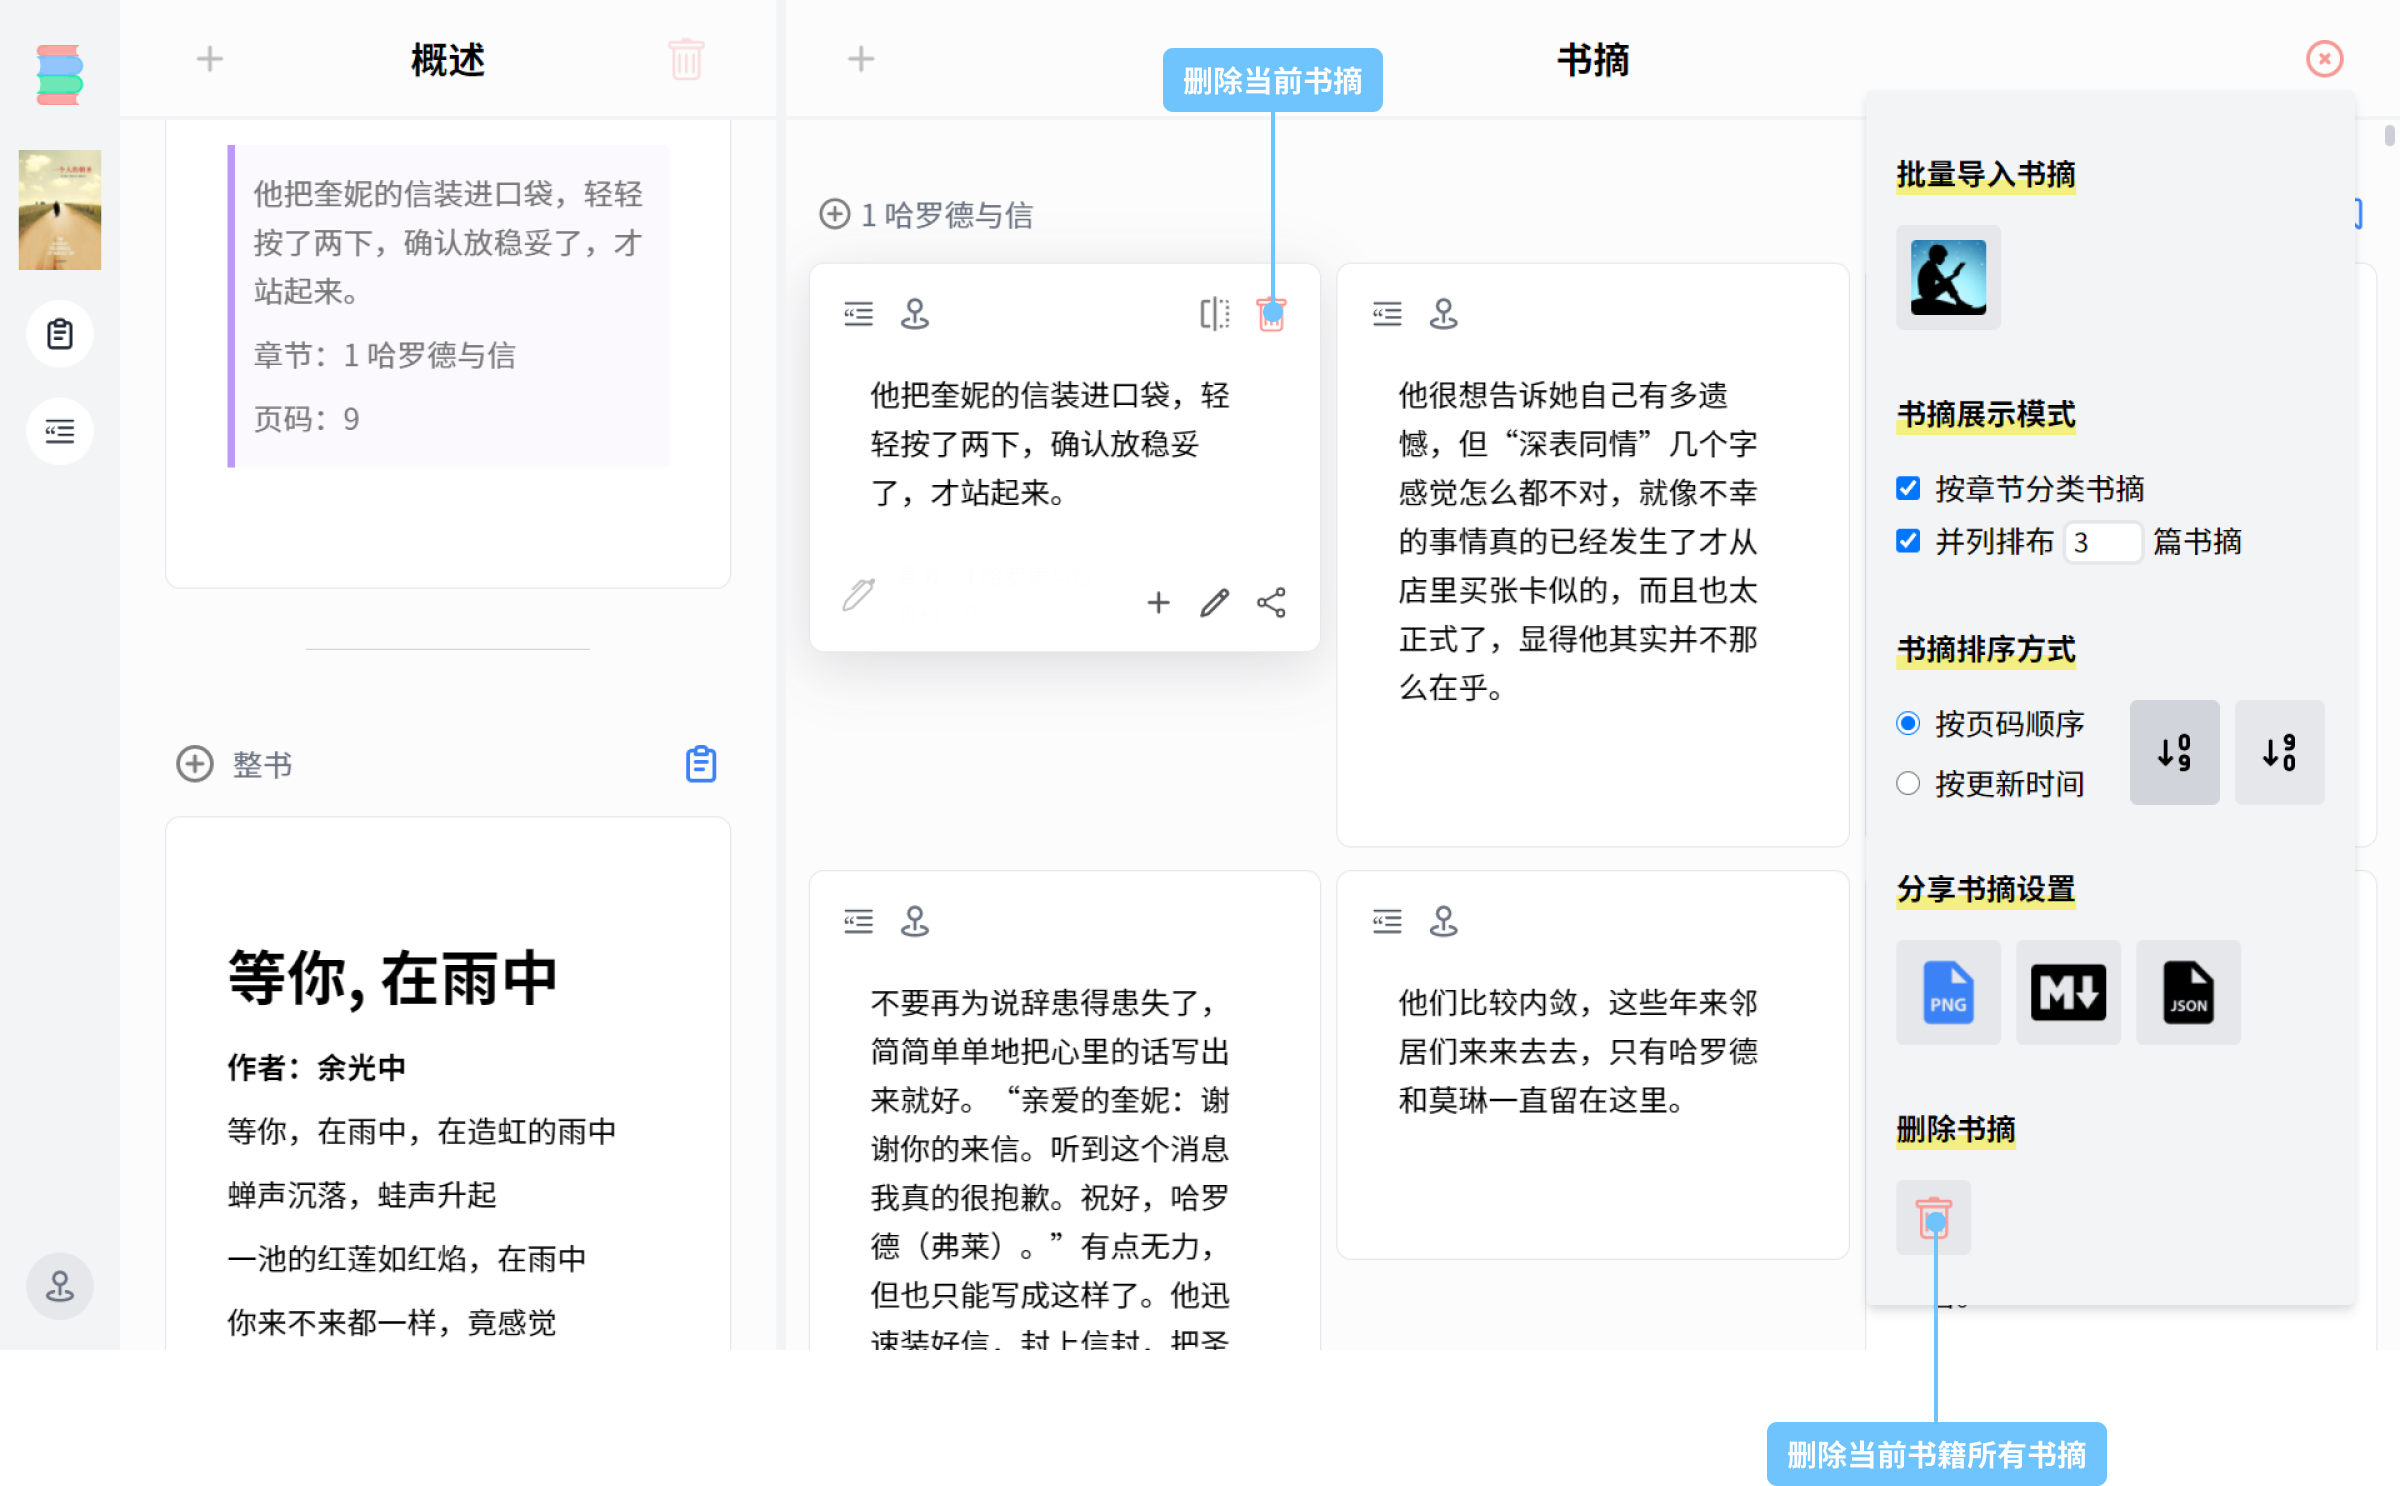 概述
他把奎妮的信装进口袋，轻轻
按了两下，确认放稳妥了，才
站起来。
章节：1 哈罗德与信
页码：9
整书
等你, 在雨中
作者：余光中
等你，在雨中，在造虹的雨中
蝉声沉落，蛙声升起
一池的红莲如红焰，在雨中
你来不来都一样，竟感觉
书摘
删除当前书摘
1 哈罗德与信
他把奎妮的信装进口袋，轻
轻按了两下，确认放稳妥
了，才站起来。
他很想告诉她自己有多遗
憾，但“深表同情”几个字
感觉怎么都不对，就像不幸
的事情真的已经发生了才从
店里买张卡似的，而且也太
正式了，显得他其实并不那
么在乎。
不要再为说辞患得患失了，
简简单单地把心里的话写出
来就好。“亲爱的奎妮：谢
谢你的来信。听到这个消息
我真的很抱歉。祝好，哈罗
德（弗莱）。”有点无力，
但也只能写成这样了。他迅
速装好信，封上信封，把圣
他们比较内敛，这些年来邻
居们来来去去，只有哈罗德
和莫琳一直留在这里。
批量导入书摘
书摘展示模式
按章节分类书摘
并列排布 3 篇书摘
书摘排序方式
按页码顺序
按更新时间
0
9
9
0
分享书摘设置
PNG
M
JSON
删除书摘
删除当前书籍所有书摘